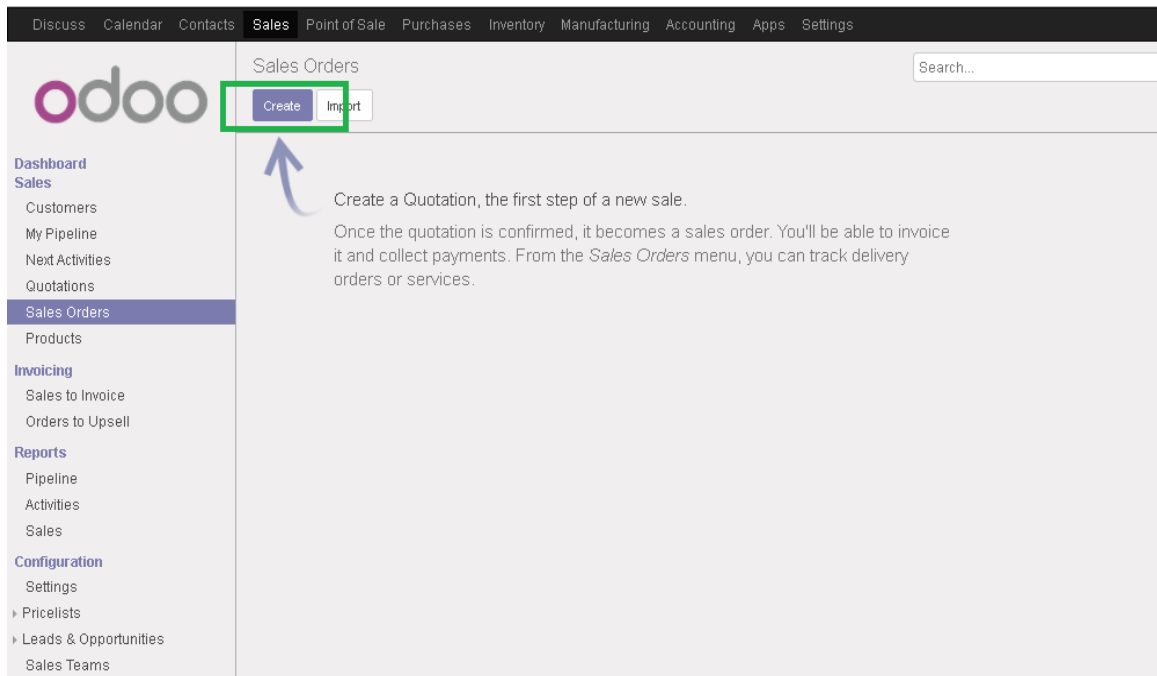 Discuss Calendar Contacts Sales Point of Sale Purchases Inventory Manufacturing Accounting Apps Settings
odoo
Sales Orders
Search...
Create Import
Dashboard
Sales
Customers
My Pipeline
Next Activities
Quotations
Sales Orders
Products
Invoicing
Sales to Invoice
Orders to Upsell
Reports
Pipeline
Activities
Sales
Configuration
Settings
Pricelists
Leads & Opportunities
Sales Teams
Create a Quotation, the first step of a new sale.
Once the quotation is confirmed, it becomes a sales order. You'll be able to invoice
it and collect payments. From the Sales Orders menu, you can track delivery
orders or services.